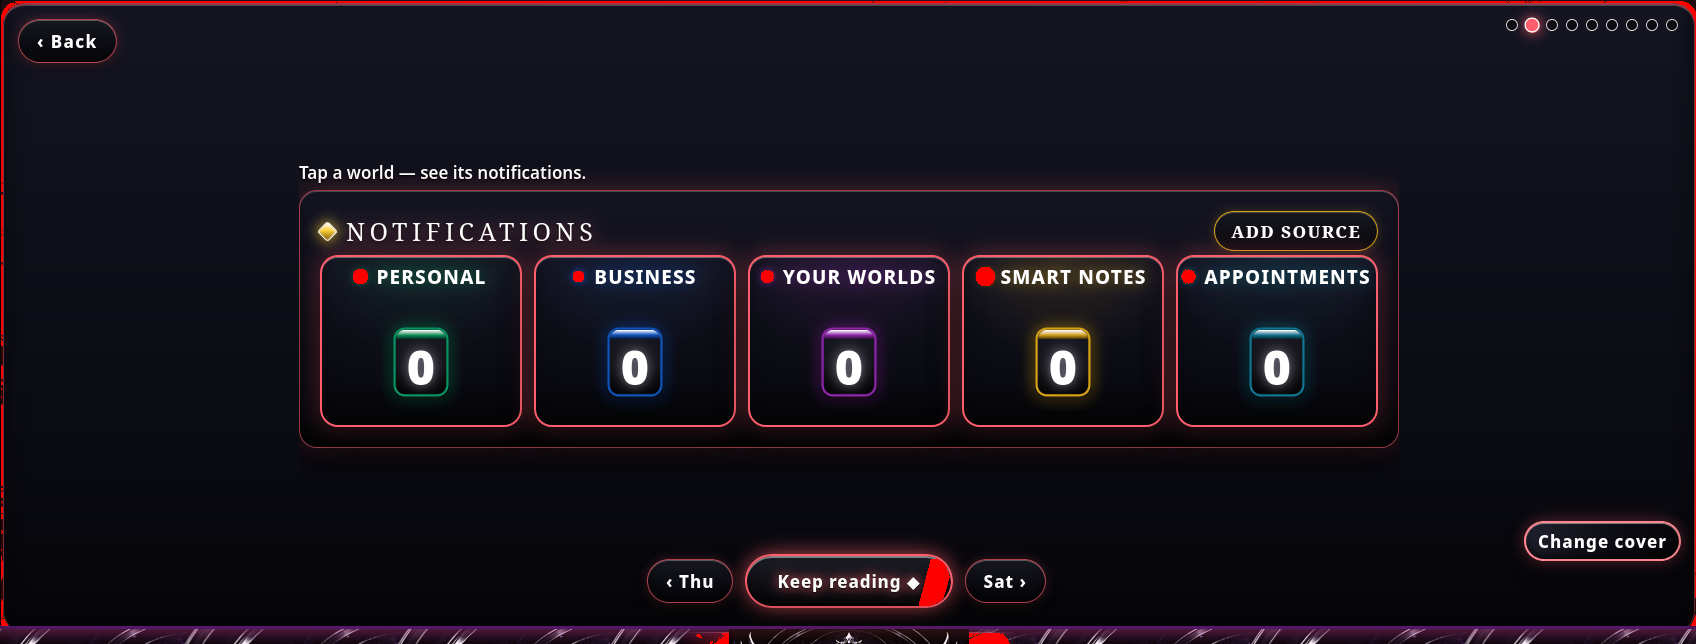 ‹ Back
Tap a world — see its notifications.
NOTIFICATIONS
ADD SOURCE
PERSONAL
BUSINESS
YOUR WORLDS
SMART NOTES
APPOINTMENTS
0
0
0
0
0
Change cover
‹ Thu
Keep reading ◆
Sat ›